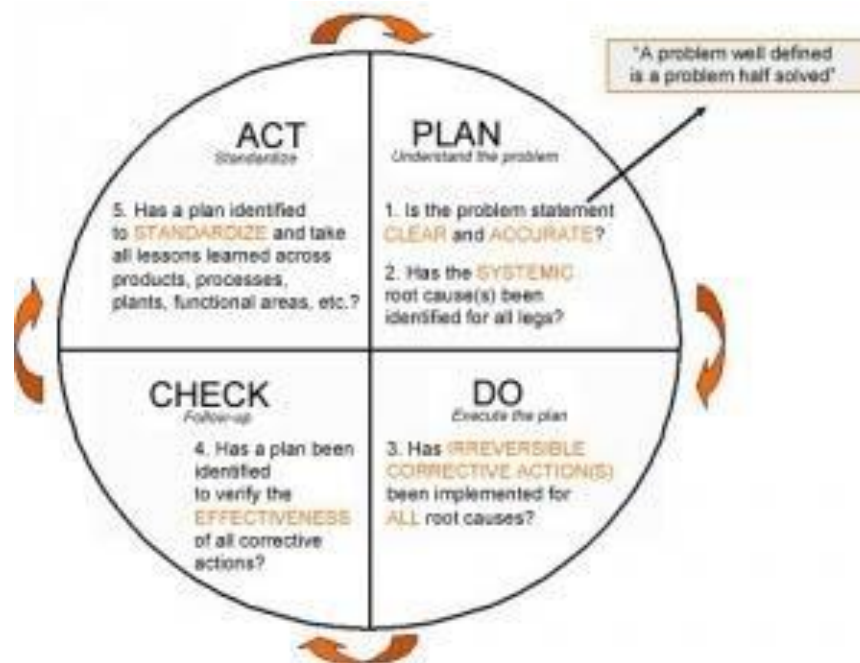 "A problem well defined
is a problem half solved"
ACT
Standardize
5. Has a plan identified
to STANDARDIZE and take
all lessons learned across
products, processes,
plants, functional areas, etc.?
PLAN
Understand the problem
1. Is the problem statement
CLEAR and ACCURATE?
2. Has the SYSTEMIC
root cause(s) been
identified for all legs?
CHECK
Follow-up
4. Has a plan been
identified
to verify the
EFFECTIVENESS
of all corrective
actions?
DO
Execute the plan
3. Has IRREVERSIBLE
CORRECTIVE ACTION(S)
been implemented for
ALL root causes?